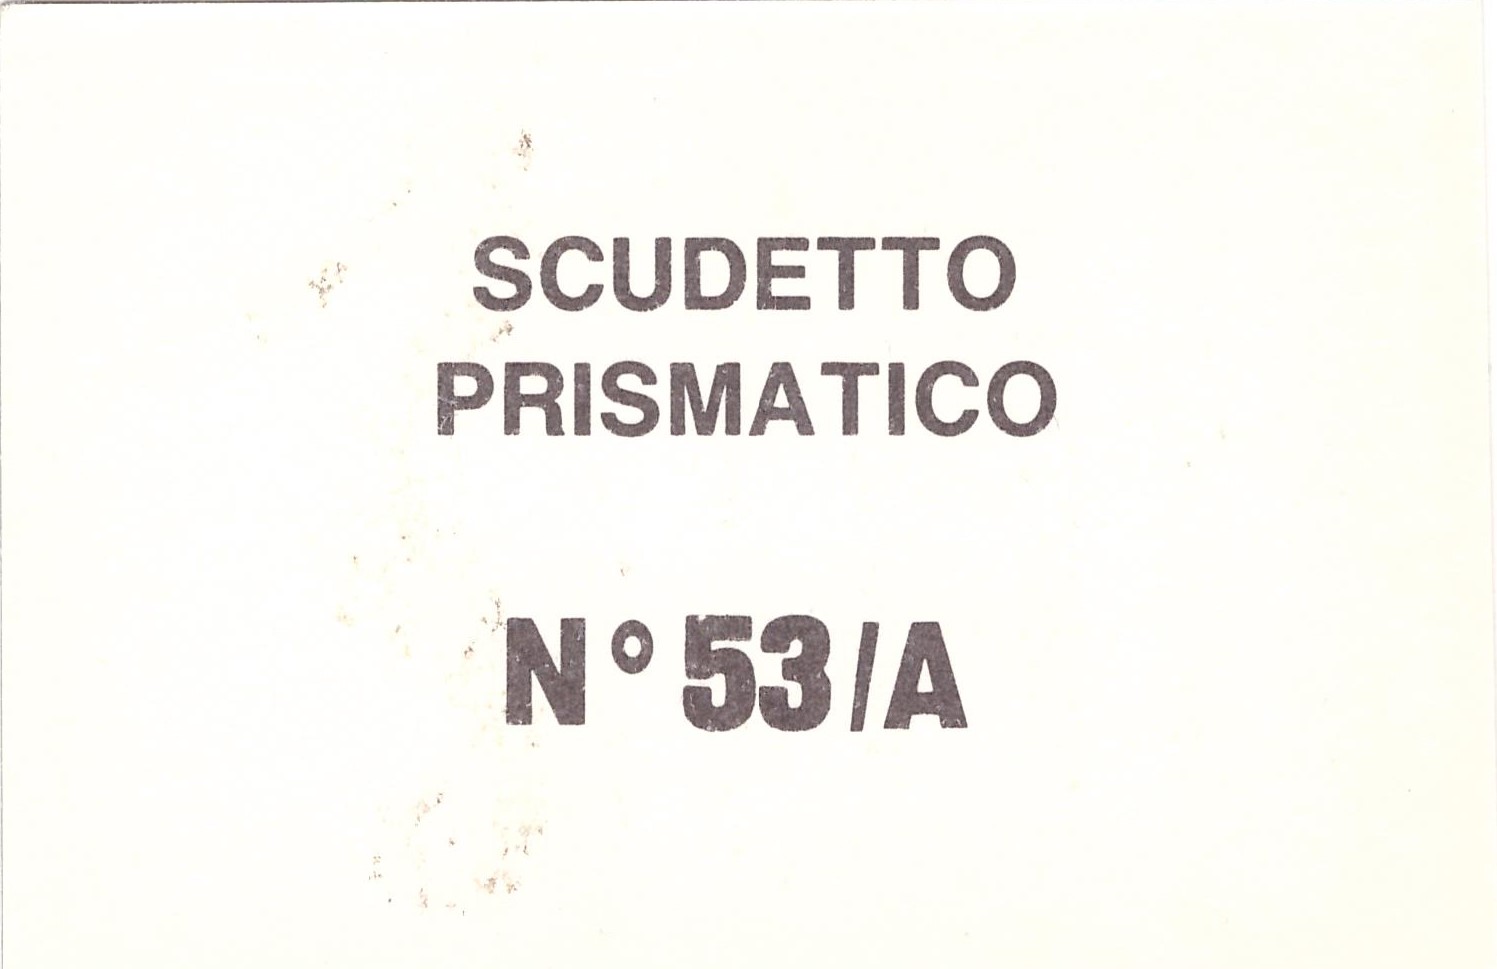 SCUDETTO
PRISMATICO
N° 53/A